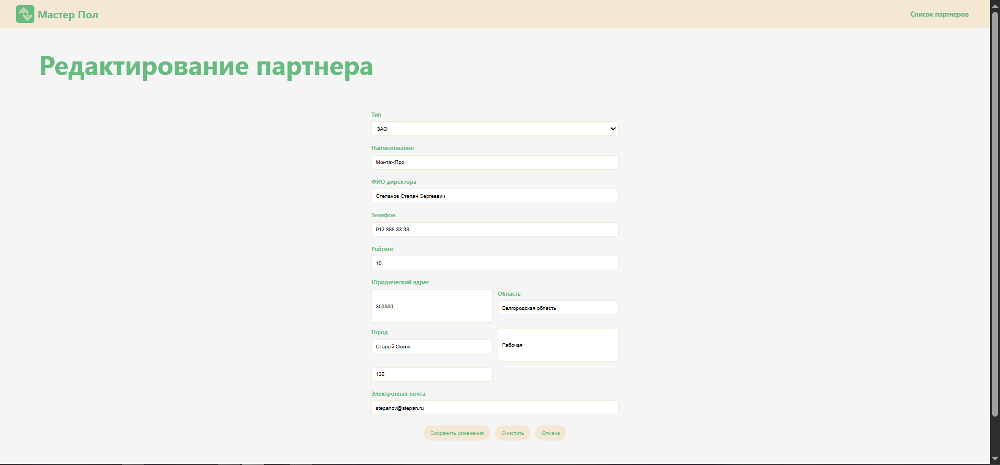 Мастер Пол
Список партнеров
Редактирование партнера
Тип
ЗАО
Наименование
МонтажПро
ФИО директора
Степанов Степан Сергеевич
Телефон
912 888 33 33
Рейтинг
10
Юридический адрес
309500
Область
Белгородская область
Город
Старый Оскол
Рабочая
122
Электронная почта
stepanov@stepan.ru
Сохранить изменения Очистить Отмена